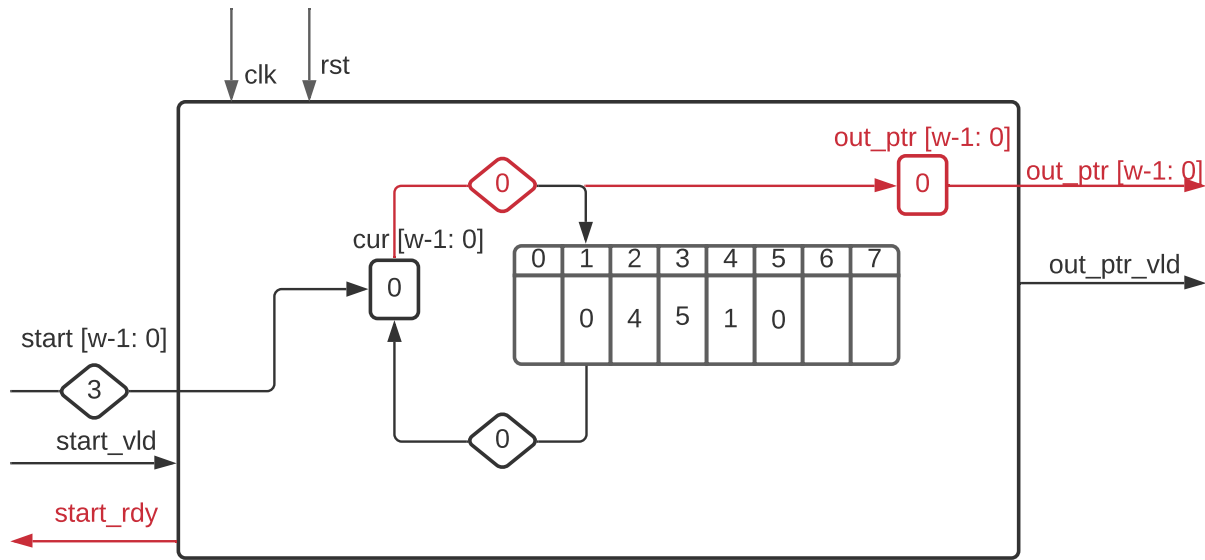 clk
rst
out_ptr [w-1: 0]
0
0
out_ptr [w-1: 0]
cur [w-1: 0]
0
0 1 2 3 4 5 6 7
0 4 5 1 0
out_ptr_vld
start [w-1: 0]
3
start_vld
0
start_rdy